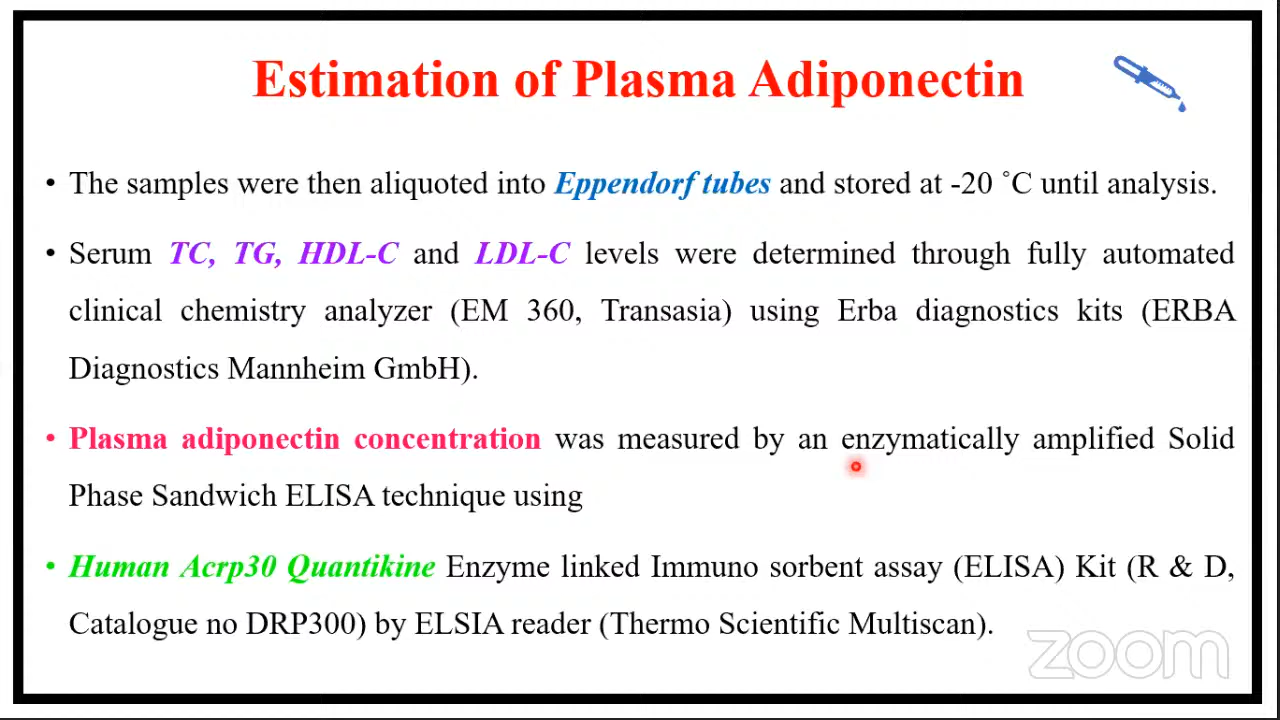 Estimation of Plasma Adiponectin
• The samples were then aliquoted into Eppendorf tubes and stored at -20 ˚C until analysis.
• Serum TC, TG, HDL-C and LDL-C levels were determined through fully automated
clinical chemistry analyzer (EM 360, Transasia) using Erba diagnostics kits (ERBA
Diagnostics Mannheim GmbH).
• Plasma adiponectin concentration was measured by an enzymatically amplified Solid
Phase Sandwich ELISA technique using
• Human Acrp30 Quantikine Enzyme linked Immuno sorbent assay (ELISA) Kit (R & D,
Catalogue no DRP300) by ELSIA reader (Thermo Scientific Multiscan).
zoom